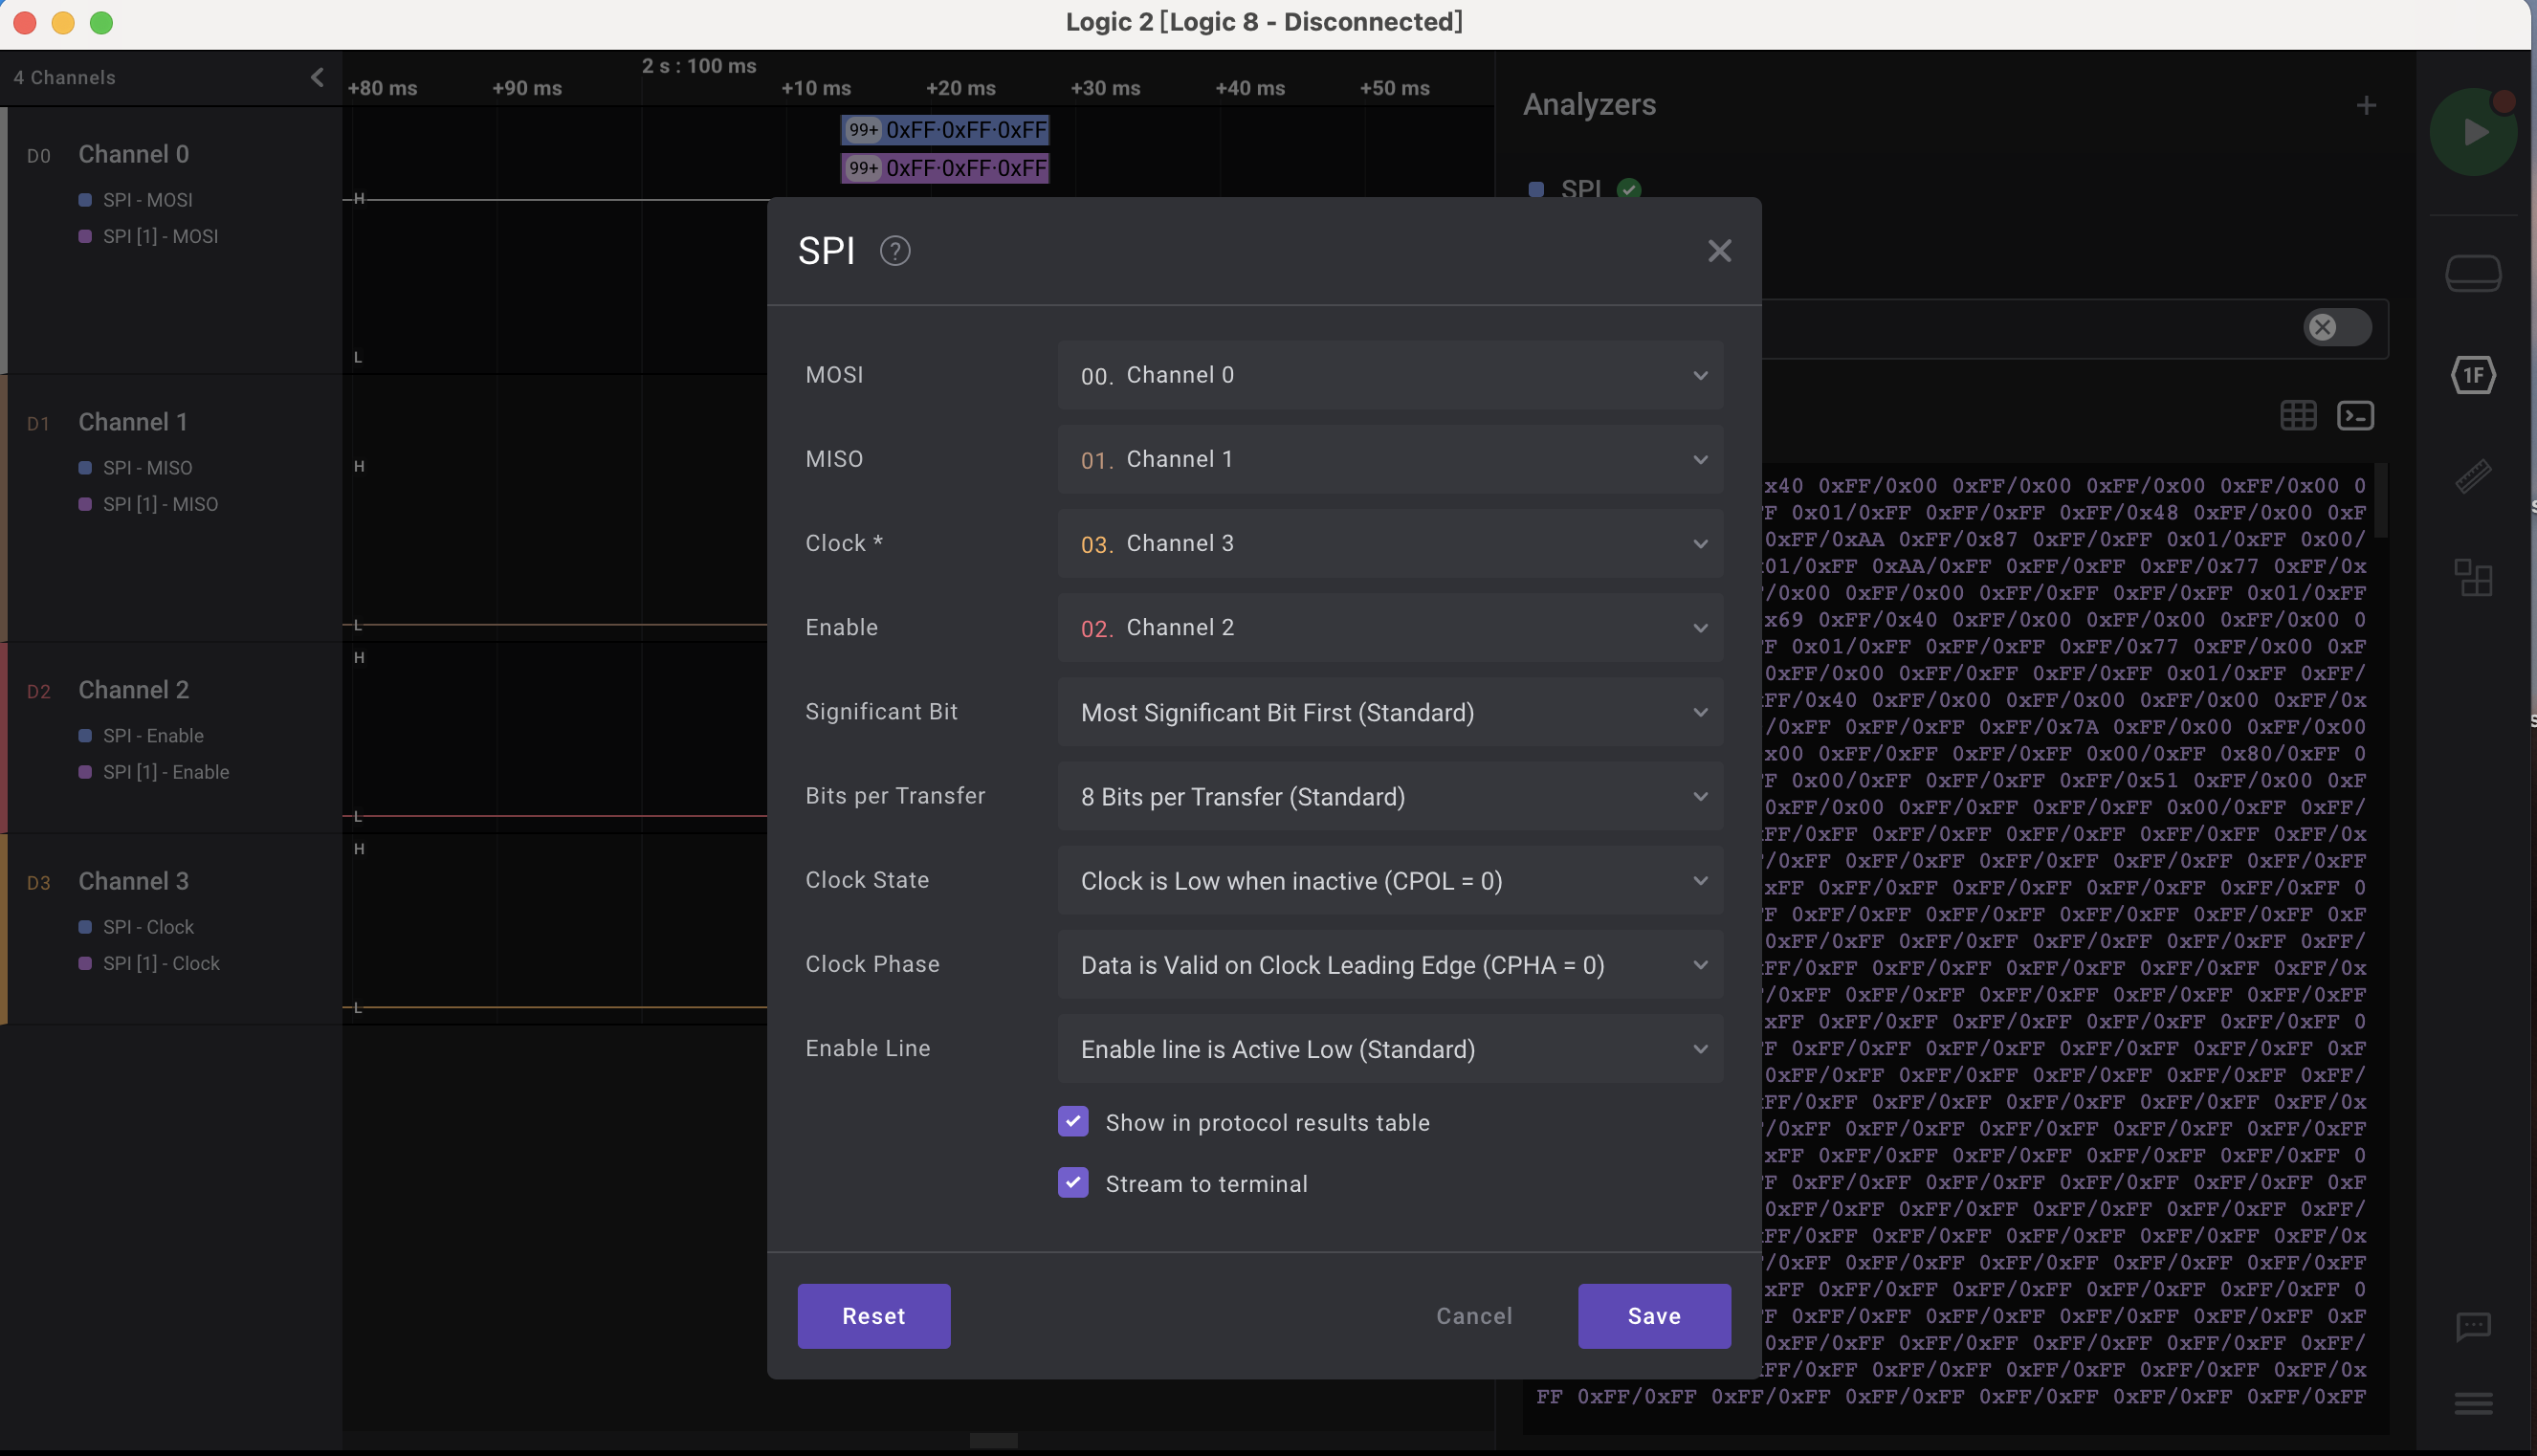 Logic 2 [Logic 8 - Disconnected]
4 Channels
2 s : 100 ms
+80 ms +90 ms +10 ms +20 ms +30 ms +40 ms +50 ms
D0 Channel 0
SPI - MOSI
SPI [1] - MOSI
H
L
99+ 0xFF·0xFF·0xFF
99+ 0xFF·0xFF·0xFF
D1 Channel 1
SPI - MISO
SPI [1] - MISO
H
L
D2 Channel 2
SPI - Enable
SPI [1] - Enable
H
L
D3 Channel 3
SPI - Clock
SPI [1] - Clock
H
L
SPI ?
MOSI 00. Channel 0
MISO 01. Channel 1
Clock * 03. Channel 3
Enable 02. Channel 2
Significant Bit Most Significant Bit First (Standard)
Bits per Transfer 8 Bits per Transfer (Standard)
Clock State Clock is Low when inactive (CPOL = 0)
Clock Phase Data is Valid on Clock Leading Edge (CPHA = 0)
Enable Line Enable line is Active Low (Standard)
Show in protocol results table
Stream to terminal
Reset Cancel Save
Analyzers +
SPI
1F
x40 0xFF/0x00 0xFF/0x00 0xFF/0x00 0xFF/0x00 0
F 0x01/0xFF 0xFF/0xFF 0xFF/0x48 0xFF/0x00 0xF
0xFF/0xAA 0xFF/0x87 0xFF/0xFF 0x01/0xFF 0x00/
01/0xFF 0xAA/0xFF 0xFF/0xFF 0xFF/0x77 0xFF/0x
/0x00 0xFF/0x00 0xFF/0xFF 0xFF/0xFF 0x01/0xFF
x69 0xFF/0x40 0xFF/0x00 0xFF/0x00 0xFF/0x00 0
F 0x01/0xFF 0xFF/0xFF 0xFF/0x77 0xFF/0x00 0xF
0xFF/0x00 0xFF/0xFF 0xFF/0xFF 0x01/0xFF 0xFF/
FF/0x40 0xFF/0x00 0xFF/0x00 0xFF/0x00 0xFF/0x
/0xFF 0xFF/0xFF 0xFF/0x7A 0xFF/0x00 0xFF/0x00
x00 0xFF/0xFF 0xFF/0xFF 0x00/0xFF 0x80/0xFF 0
F 0x00/0xFF 0xFF/0xFF 0xFF/0x51 0xFF/0x00 0xF
0xFF/0x00 0xFF/0xFF 0xFF/0xFF 0x00/0xFF 0xFF/
FF/0xFF 0xFF/0xFF 0xFF/0xFF 0xFF/0xFF 0xFF/0x
/0xFF 0xFF/0xFF 0xFF/0xFF 0xFF/0xFF 0xFF/0xFF
xFF 0xFF/0xFF 0xFF/0xFF 0xFF/0xFF 0xFF/0xFF 0
F 0xFF/0xFF 0xFF/0xFF 0xFF/0xFF 0xFF/0xFF 0xF
0xFF/0xFF 0xFF/0xFF 0xFF/0xFF 0xFF/0xFF 0xFF/
FF/0xFF 0xFF/0xFF 0xFF/0xFF 0xFF/0xFF 0xFF/0x
/0xFF 0xFF/0xFF 0xFF/0xFF 0xFF/0xFF 0xFF/0xFF
xFF 0xFF/0xFF 0xFF/0xFF 0xFF/0xFF 0xFF/0xFF 0
F 0xFF/0xFF 0xFF/0xFF 0xFF/0xFF 0xFF/0xFF 0xF
0xFF/0xFF 0xFF/0xFF 0xFF/0xFF 0xFF/0xFF 0xFF/
FF/0xFF 0xFF/0xFF 0xFF/0xFF 0xFF/0xFF 0xFF/0x
/0xFF 0xFF/0xFF 0xFF/0xFF 0xFF/0xFF 0xFF/0xFF
xFF 0xFF/0xFF 0xFF/0xFF 0xFF/0xFF 0xFF/0xFF 0
F 0xFF/0xFF 0xFF/0xFF 0xFF/0xFF 0xFF/0xFF 0xF
0xFF/0xFF 0xFF/0xFF 0xFF/0xFF 0xFF/0xFF 0xFF/
FF/0xFF 0xFF/0xFF 0xFF/0xFF 0xFF/0xFF 0xFF/0x
/0xFF 0xFF/0xFF 0xFF/0xFF 0xFF/0xFF 0xFF/0xFF
xFF 0xFF/0xFF 0xFF/0xFF 0xFF/0xFF 0xFF/0xFF 0
F 0xFF/0xFF 0xFF/0xFF 0xFF/0xFF 0xFF/0xFF 0xF
0xFF/0xFF 0xFF/0xFF 0xFF/0xFF 0xFF/0xFF 0xFF/
FF/0xFF 0xFF/0xFF 0xFF/0xFF 0xFF/0xFF 0xFF/0x
FF 0xFF/0xFF 0xFF/0xFF 0xFF/0xFF 0xFF/0xFF 0xFF/0xFF